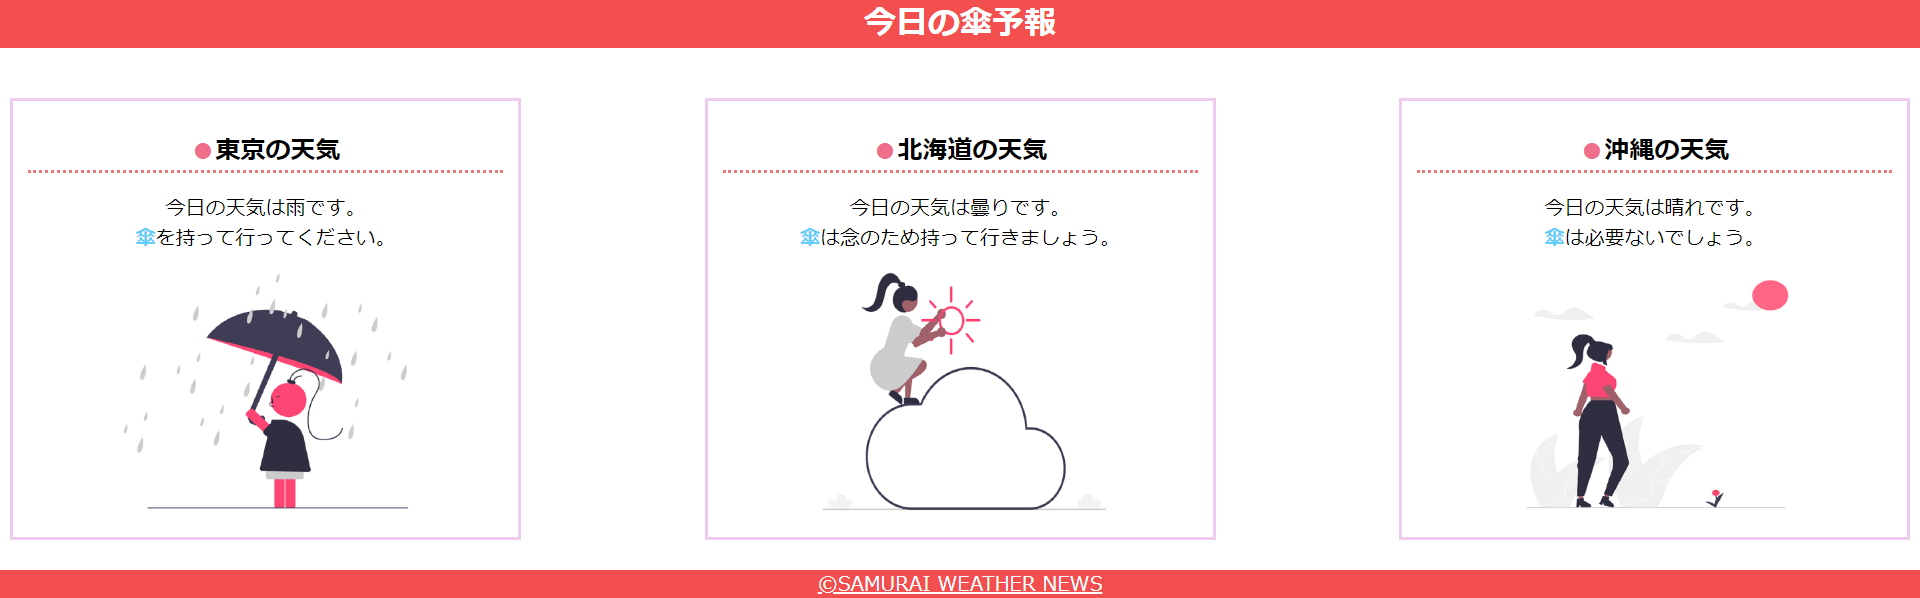 今日の傘予報
●東京の天気
今日の天気は雨です。
傘を持って行ってください。
●北海道の天気
今日の天気は曇りです。
傘は念のため持って行きましょう。
●沖縄の天気
今日の天気は晴れです。
傘は必要ないでしょう。
©SAMURAI WEATHER NEWS